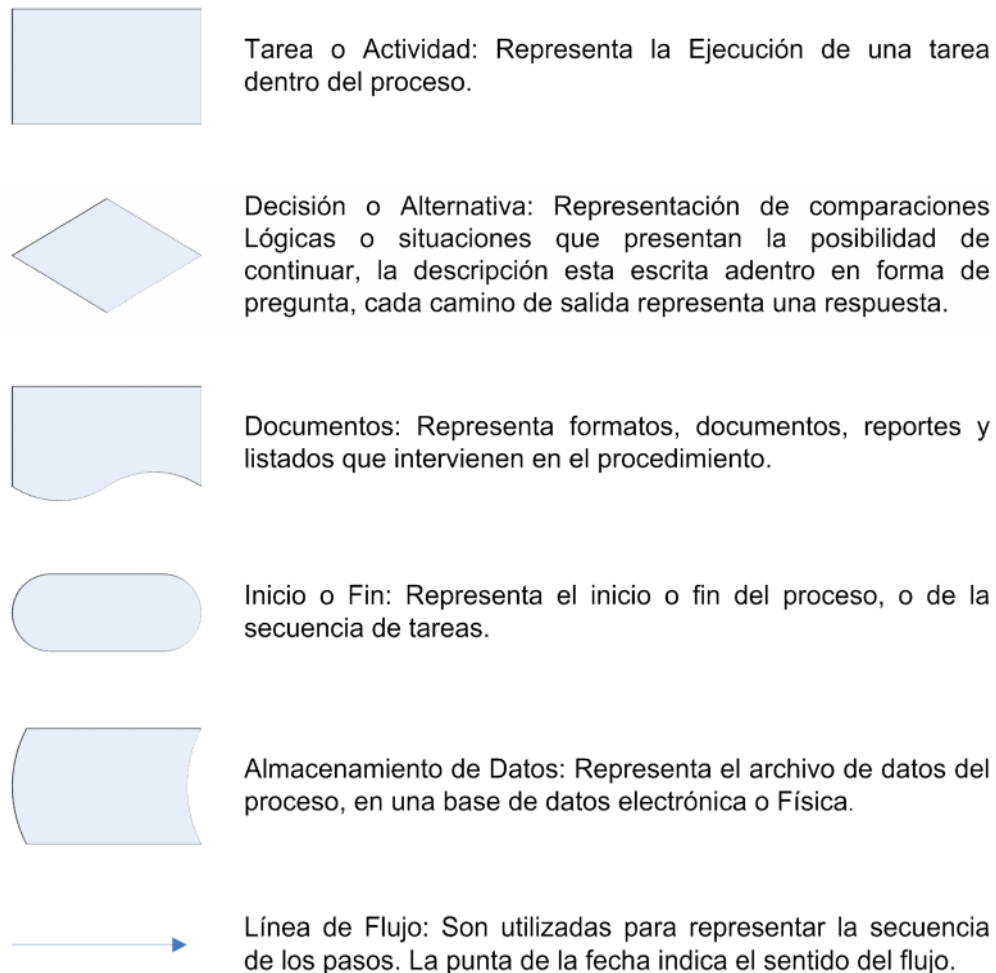 Tarea o Actividad: Representa la Ejecución de una tarea
dentro del proceso.
Decisión o Alternativa: Representación de comparaciones
Lógicas o situaciones que presentan la posibilidad de
continuar, la descripción esta escrita adentro en forma de
pregunta, cada camino de salida representa una respuesta.
Documentos: Representa formatos, documentos, reportes y
listados que intervienen en el procedimiento.
Inicio o Fin: Representa el inicio o fin del proceso, o de la
secuencia de tareas.
Almacenamiento de Datos: Representa el archivo de datos del
proceso, en una base de datos electrónica o Física.
Línea de Flujo: Son utilizadas para representar la secuencia
de los pasos. La punta de la fecha indica el sentido del flujo.